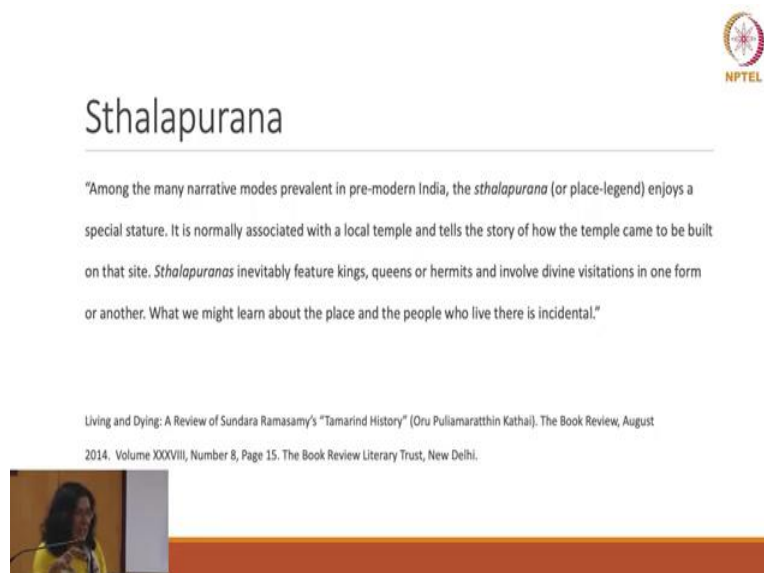 NPTEL
Sthalapurana
“Among the many narrative modes prevalent in pre-modern India, the sthalapurana (or place-legend) enjoys a
special stature. It is normally associated with a local temple and tells the story of how the temple came to be built
on that site. Sthalapuranas inevitably feature kings, queens or hermits and involve divine visitations in one form
or another. What we might learn about the place and the people who live there is incidental.”
Living and Dying: A Review of Sundara Ramasamy’s “Tamarind History” (Oru Puliamaratthin Kathai). The Book Review, August
2014. Volume XXXVIII, Number 8, Page 15. The Book Review Literary Trust, New Delhi.